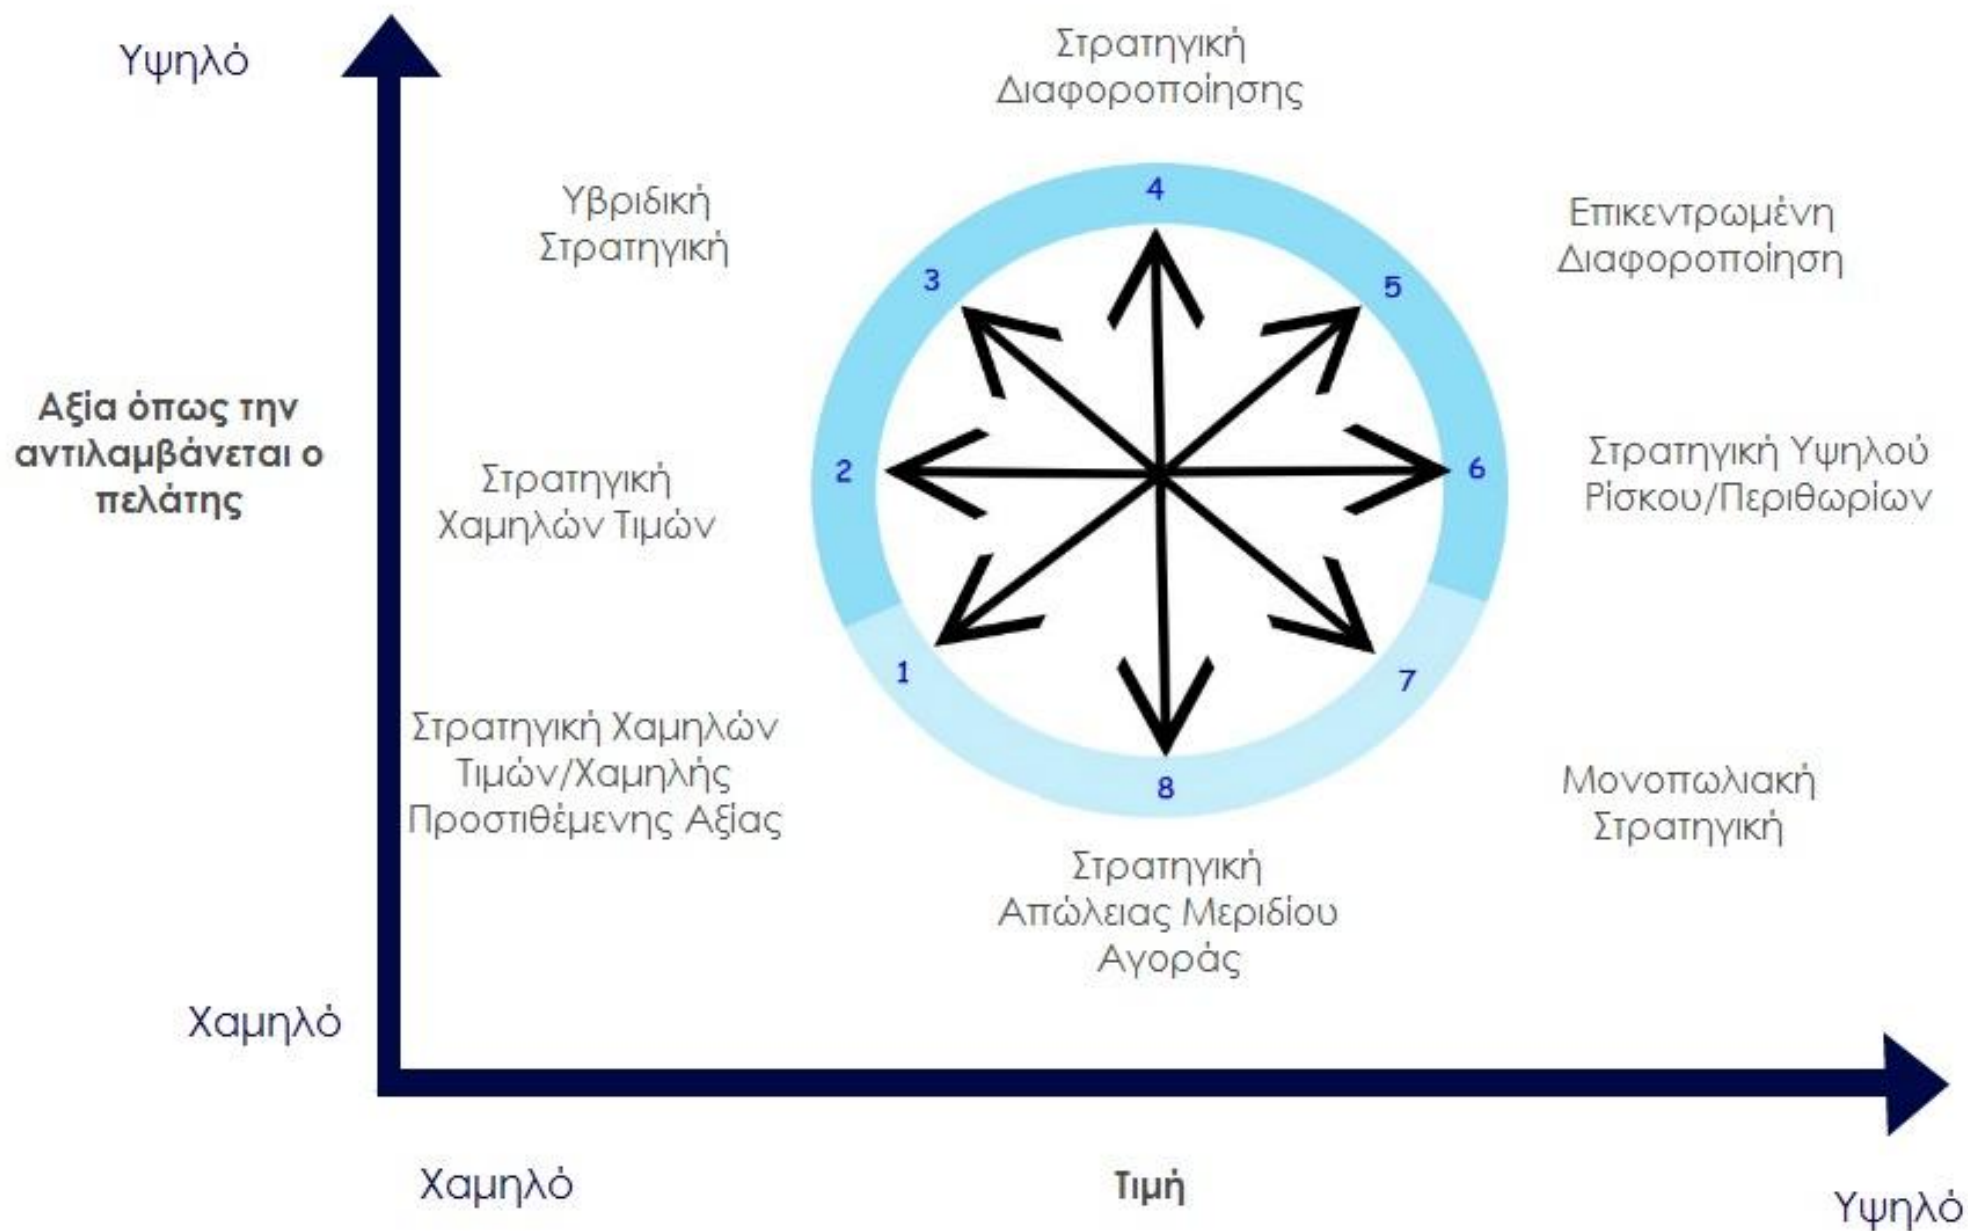 Υψηλό
Στρατηγική
Διαφοροποίησης
4
Υβριδική
Στρατηγική
3
5
Επικεντρωμένη
Διαφοροποίηση
Αξία όπως την
αντιλαμβάνεται ο
πελάτης
Στρατηγική
Χαμηλών Τιμών
2
6
Στρατηγική Υψηλού
Ρίσκου/Περιθωρίων
1
7
Στρατηγική Χαμηλών
Τιμών/Χαμηλής
Προστιθέμενης Αξίας
8
Μονοπωλιακή
Στρατηγική
Στρατηγική
Απώλειας Μεριδίου
Αγοράς
Χαμηλό
Χαμηλό
Τιμή
Υψηλό